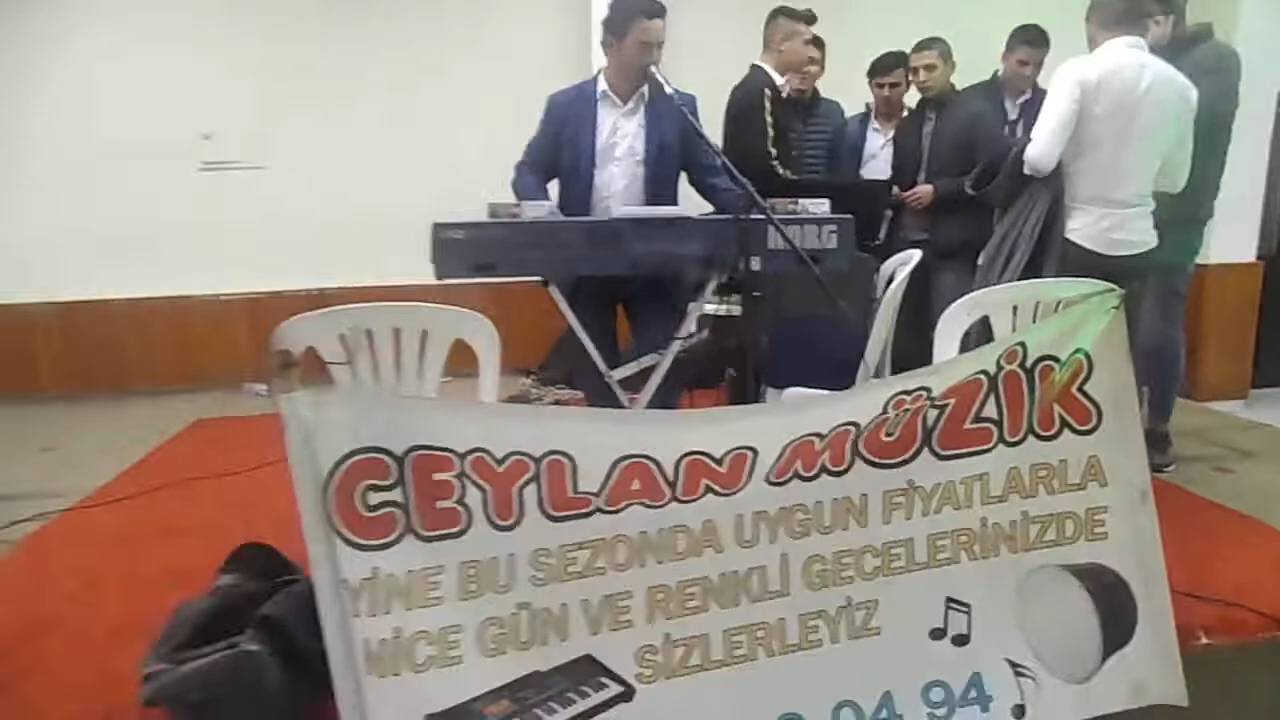 KORG
CEYLAN MÜZİK
YİNE BU SEZONDA UYGUN FİYATLARLA
NİCE GÜN VE RENKLİ GECELERİNİZDE
SİZLERLEYİZ
04 94